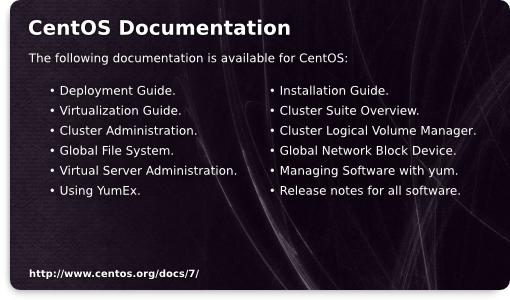 CentOS Documentation
The following documentation is available for CentOS:
• Deployment Guide.
• Virtualization Guide.
• Cluster Administration.
• Global File System.
• Virtual Server Administration.
• Using YumEx.
• Installation Guide.
• Cluster Suite Overview.
• Cluster Logical Volume Manager.
• Global Network Block Device.
• Managing Software with yum.
• Release notes for all software.
http://www.centos.org/docs/7/